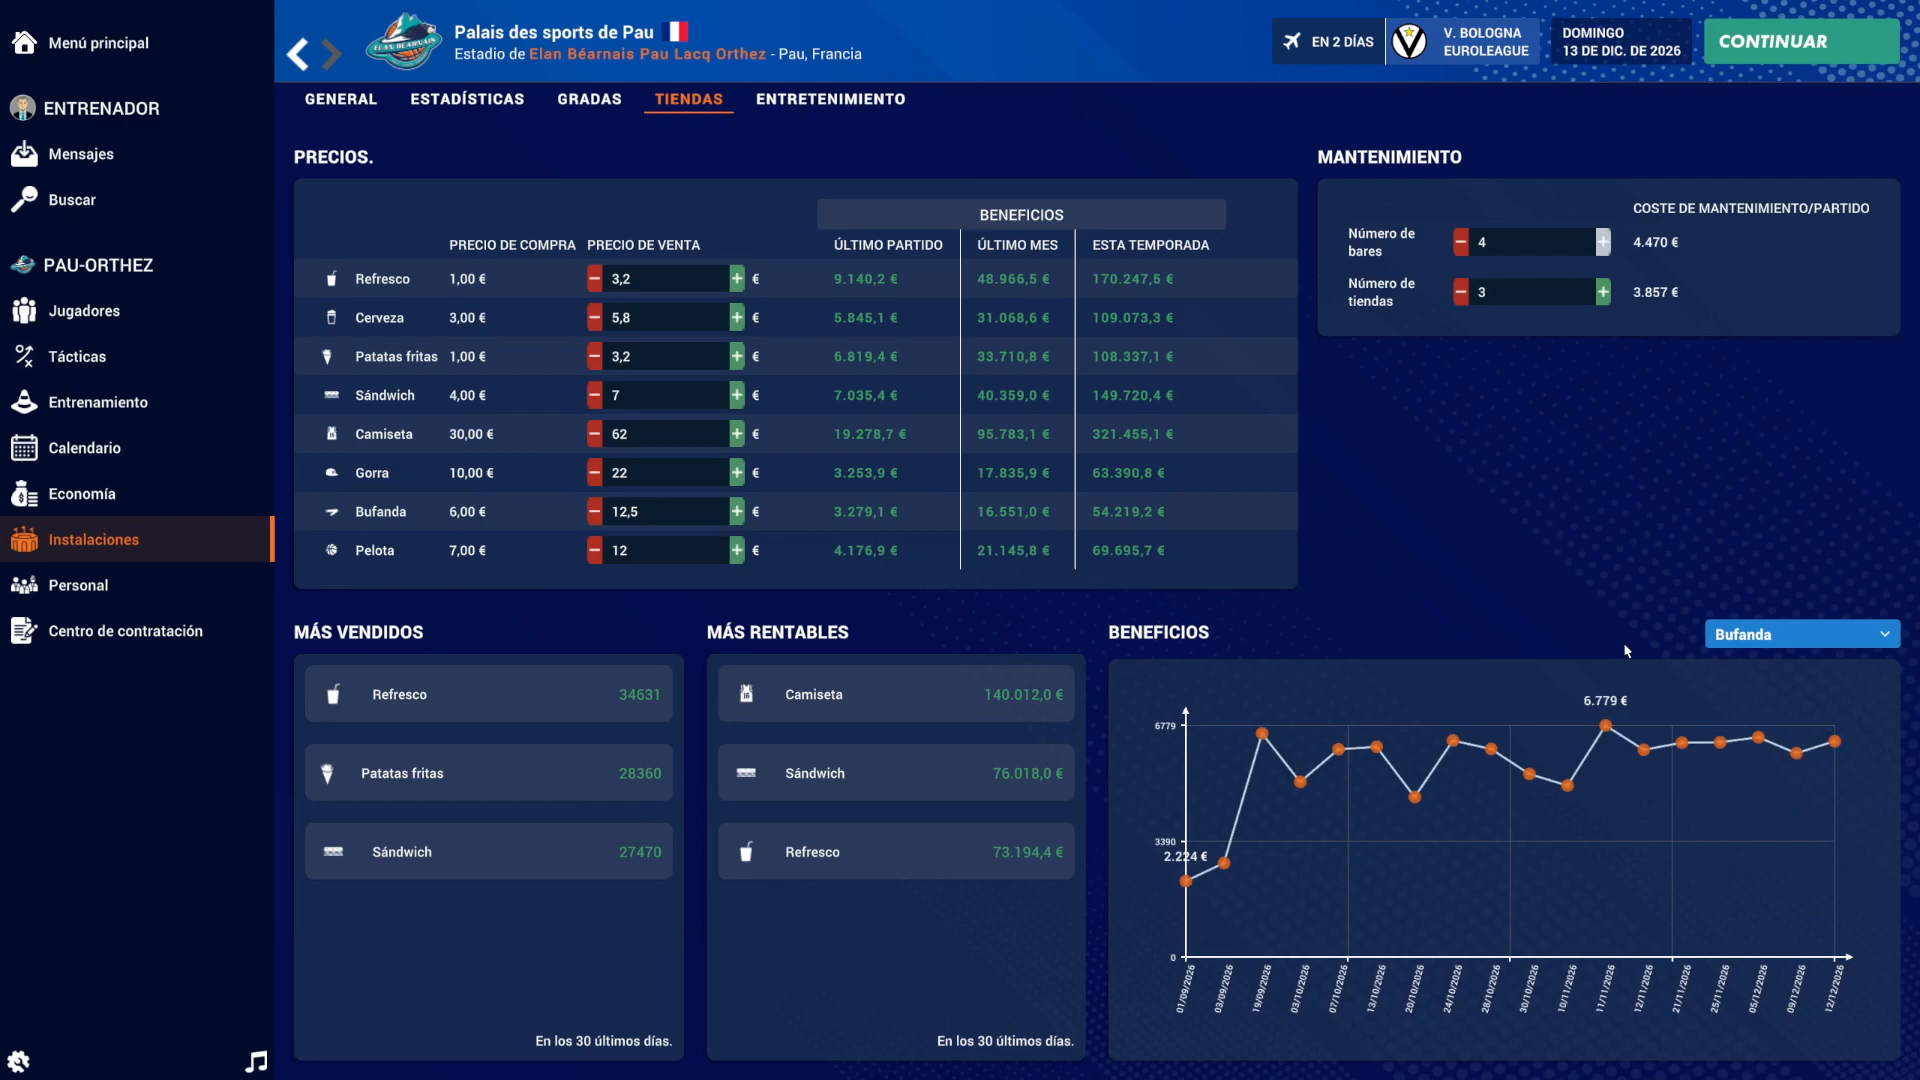 Menú principal
ENTRENADOR
Mensajes
Buscar
PAU-ORTHEZ
Jugadores
Tácticas
Entrenamiento
Calendario
Economía
Instalaciones
Personal
Centro de contratación
ELAN BÉARNAIS
Palais des sports de Pau
Estadio de Elan Béarnais Pau Lacq Orthez - Pau, Francia
EN 2 DÍAS
V. BOLOGNA
EUROLEAGUE
DOMINGO
13 DE DIC. DE 2026
CONTINUAR
GENERAL ESTADÍSTICAS GRADAS TIENDAS ENTRETENIMIENTO
PRECIOS.
BENEFICIOS
PRECIO DE COMPRA PRECIO DE VENTA ÚLTIMO PARTIDO ÚLTIMO MES ESTA TEMPORADA
Refresco 1,00 € − 3,2 + € 9.140,2 € 48.966,5 € 170.247,5 €
Cerveza 3,00 € − 5,8 + € 5.845,1 € 31.068,6 € 109.073,3 €
Patatas fritas 1,00 € − 3,2 + € 6.819,4 € 33.710,8 € 108.337,1 €
Sándwich 4,00 € − 7 + € 7.035,4 € 40.359,0 € 149.720,4 €
Camiseta 30,00 € − 62 + € 19.278,7 € 95.783,1 € 321.455,1 €
Gorra 10,00 € − 22 + € 3.253,9 € 17.835,9 € 63.390,8 €
Bufanda 6,00 € − 12,5 + € 3.279,1 € 16.551,0 € 54.219,2 €
Pelota 7,00 € − 12 + € 4.176,9 € 21.145,8 € 69.695,7 €
MANTENIMIENTO
COSTE DE MANTENIMIENTO/PARTIDO
Número de bares − 4 + 4.470 €
Número de tiendas − 3 + 3.857 €
MÁS VENDIDOS
Refresco 34631
Patatas fritas 28360
Sándwich 27470
En los 30 últimos días.
MÁS RENTABLES
Camiseta 140.012,0 €
Sándwich 76.018,0 €
Refresco 73.194,4 €
En los 30 últimos días.
BENEFICIOS
Bufanda
6.779 €
6779
3390
2.224 €
0
01/09/2026 03/09/2026 19/09/2026 03/10/2026 07/10/2026 13/10/2026 20/10/2026 24/10/2026 28/10/2026 30/10/2026 10/11/2026 11/11/2026 12/11/2026 21/11/2026 25/11/2026 05/12/2026 09/12/2026 12/12/2026